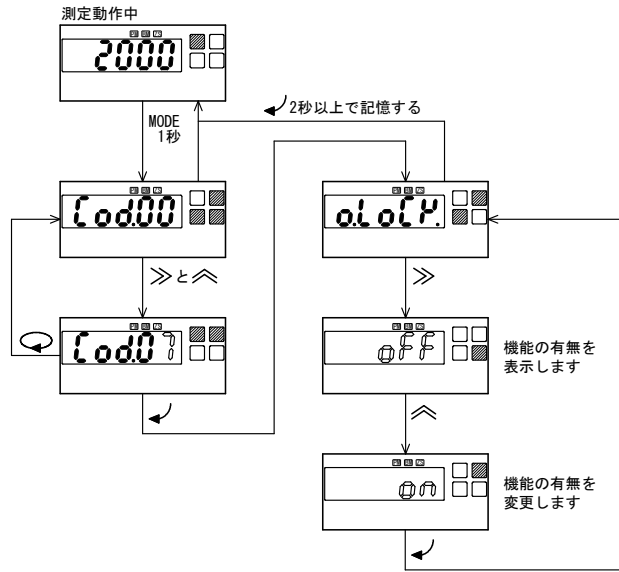 測定動作中
2000
MODE
1秒
2秒以上で記憶する
Cod.00
o.LoCK.
≫と︽
≫
Cod.07
oFF
機能の有無を
表示します
︽
on
機能の有無を
変更します